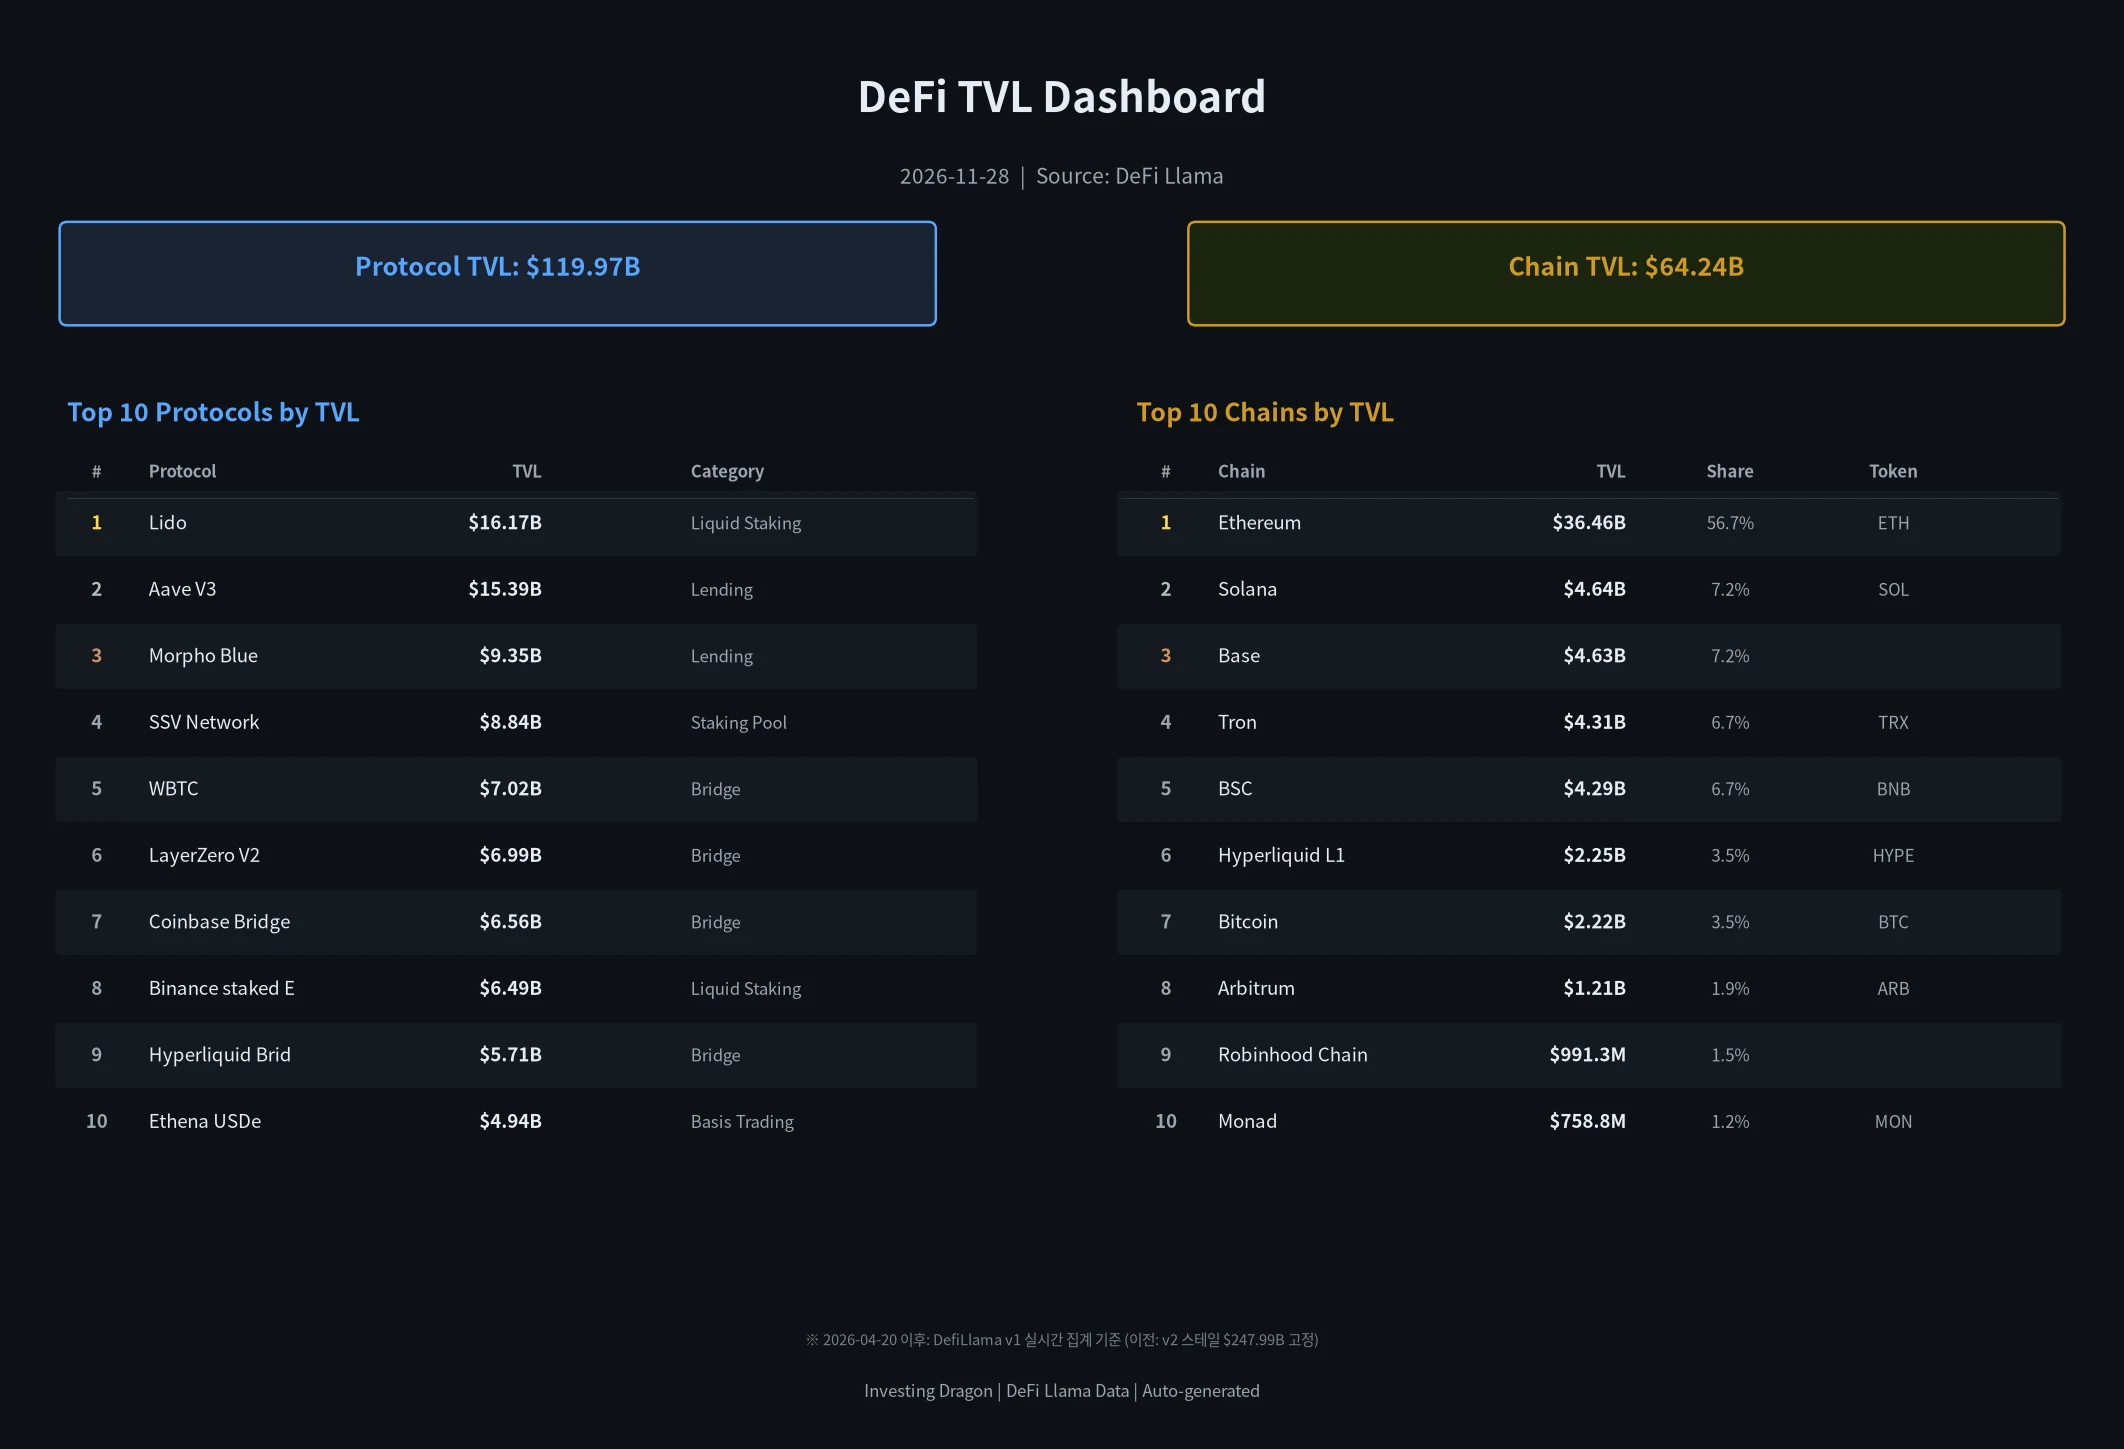 DeFi TVL Dashboard
2026-11-28 | Source: DeFi Llama
Protocol TVL: $119.97B
Chain TVL: $64.24B
Top 10 Protocols by TVL
# Protocol TVL Category
1 Lido $16.17B Liquid Staking
2 Aave V3 $15.39B Lending
3 Morpho Blue $9.35B Lending
4 SSV Network $8.84B Staking Pool
5 WBTC $7.02B Bridge
6 LayerZero V2 $6.99B Bridge
7 Coinbase Bridge $6.56B Bridge
8 Binance staked E $6.49B Liquid Staking
9 Hyperliquid Brid $5.71B Bridge
10 Ethena USDe $4.94B Basis Trading
Top 10 Chains by TVL
# Chain TVL Share Token
1 Ethereum $36.46B 56.7% ETH
2 Solana $4.64B 7.2% SOL
3 Base $4.63B 7.2%
4 Tron $4.31B 6.7% TRX
5 BSC $4.29B 6.7% BNB
6 Hyperliquid L1 $2.25B 3.5% HYPE
7 Bitcoin $2.22B 3.5% BTC
8 Arbitrum $1.21B 1.9% ARB
9 Robinhood Chain $991.3M 1.5%
10 Monad $758.8M 1.2% MON
※ 2026-04-20 이후: DefiLlama v1 실시간 집계 기준 (이전: v2 스테일 $247.99B 고정)
Investing Dragon | DeFi Llama Data | Auto-generated